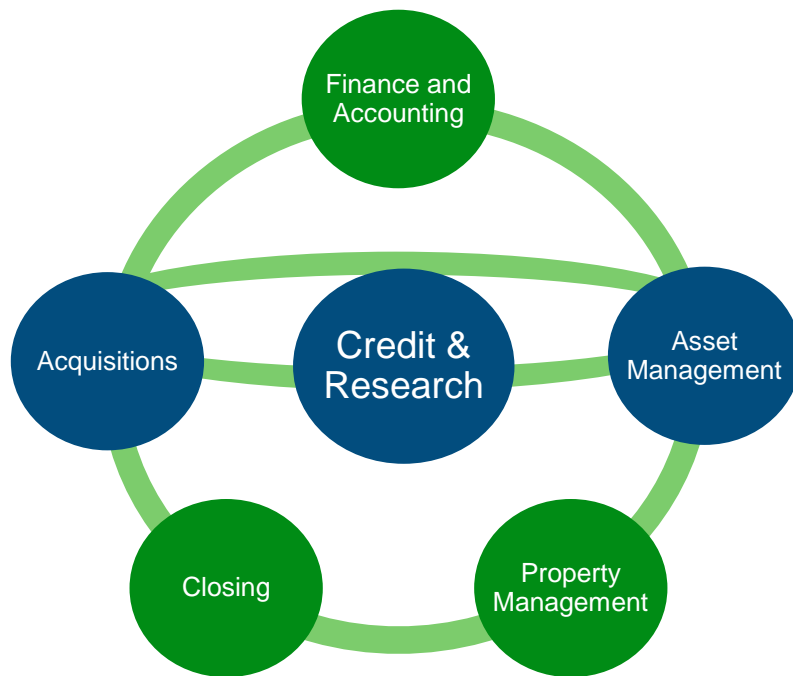 Finance and
Accounting
Acquisitions
Credit &
Research
Asset
Management
Closing
Property
Management